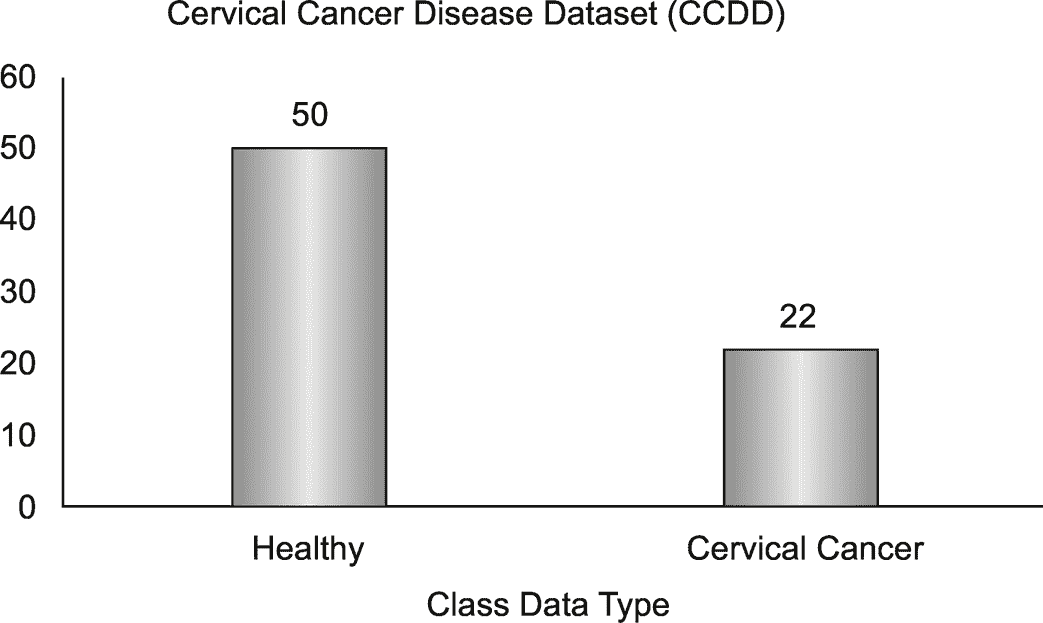 Cervical Cancer Disease Dataset (CCDD)
60
50
40
30
20
10
0
50
22
Healthy
Cervical Cancer
Class Data Type